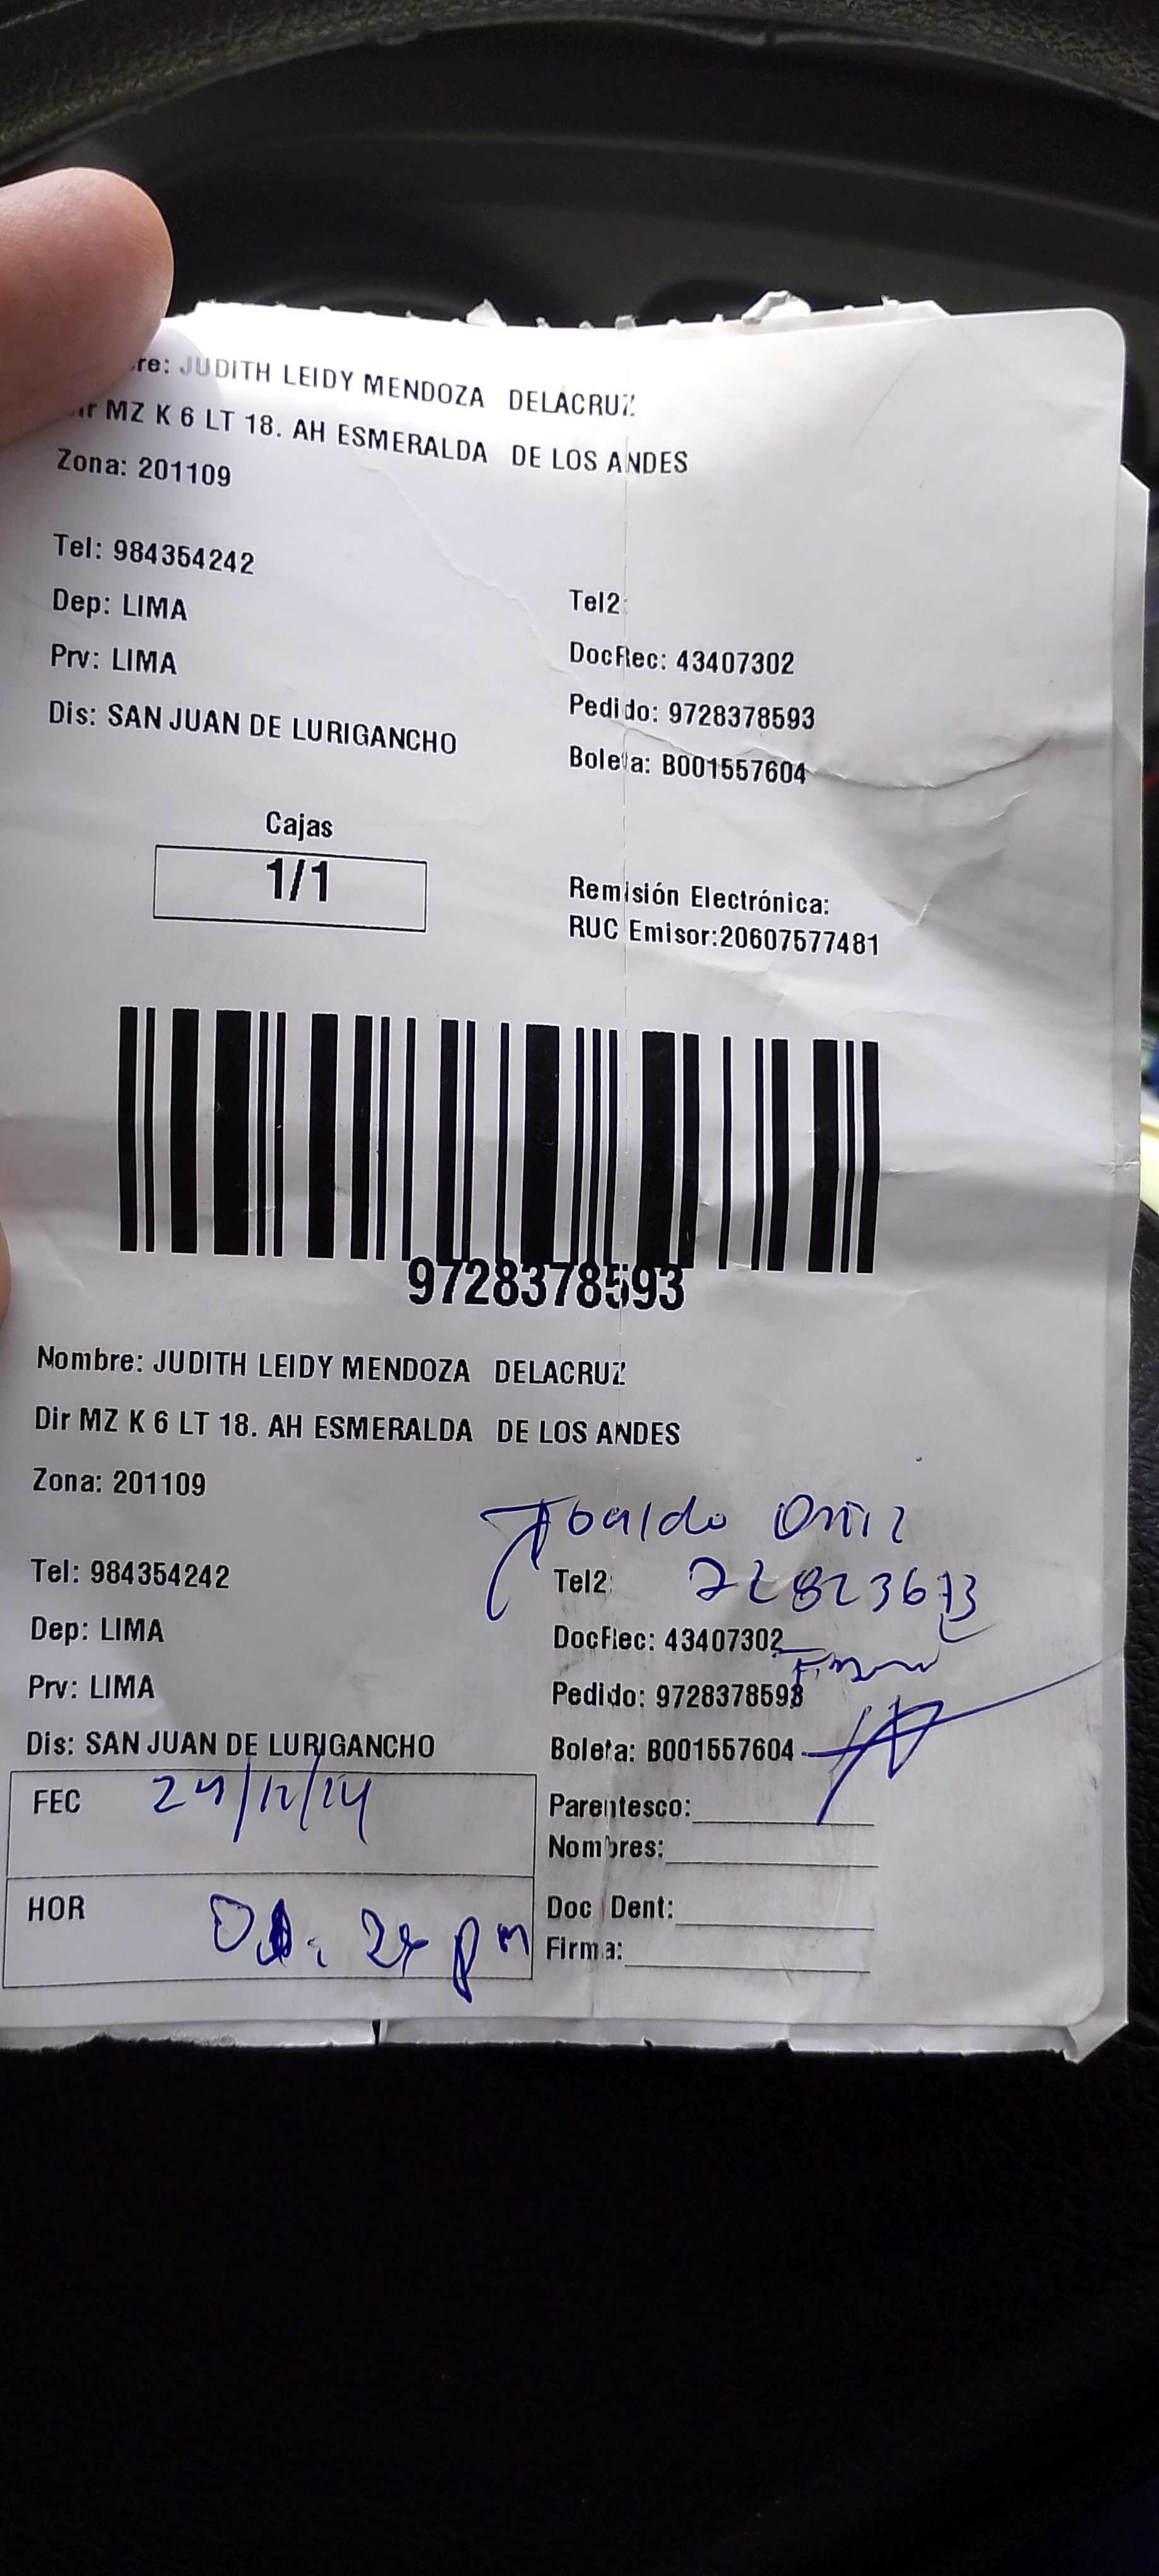 re: JUDITH LEIDY MENDOZA DELACRUZ
Dir MZ K 6 LT 18. AH ESMERALDA DE LOS ANDES
Zona: 201109
Tel: 984354242
Tel2:
Dep: LIMA
DocRec: 43407302
Prv: LIMA
Pedido: 9728378593
Dis: SAN JUAN DE LURIGANCHO
Boleta: B001557604
Cajas
1/1
Remisión Electrónica:
RUC Emisor:20607577481
9728378593
Nombre: JUDITH LEIDY MENDOZA DELACRUZ
Dir MZ K 6 LT 18. AH ESMERALDA DE LOS ANDES
Zona: 201109
Tel: 984354242
Tel2:
Dep: LIMA
DocRec: 43407302
Prv: LIMA
Pedido: 9728378593
Dis: SAN JUAN DE LURIGANCHO
Boleta: B001557604
FEC
Parentesco:
Nombres:
HOR pm
Doc Dent:
Firma: